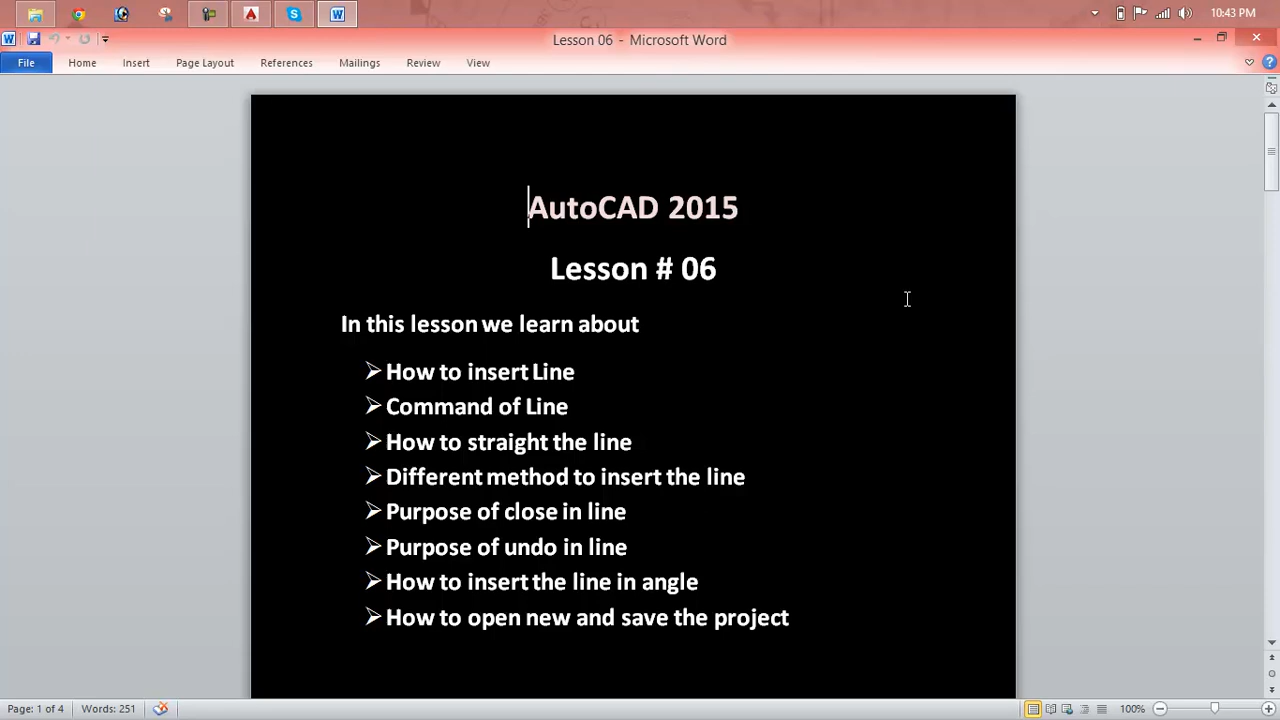 10:43 PM
Lesson 06 - Microsoft Word
File Home Insert Page Layout References Mailings Review View
AutoCAD 2015
Lesson # 06
In this lesson we learn about
➢ How to insert Line
➢ Command of Line
➢ How to straight the line
➢ Different method to insert the line
➢ Purpose of close in line
➢ Purpose of undo in line
➢ How to insert the line in angle
➢ How to open new and save the project
Page: 1 of 4 Words: 251 100%